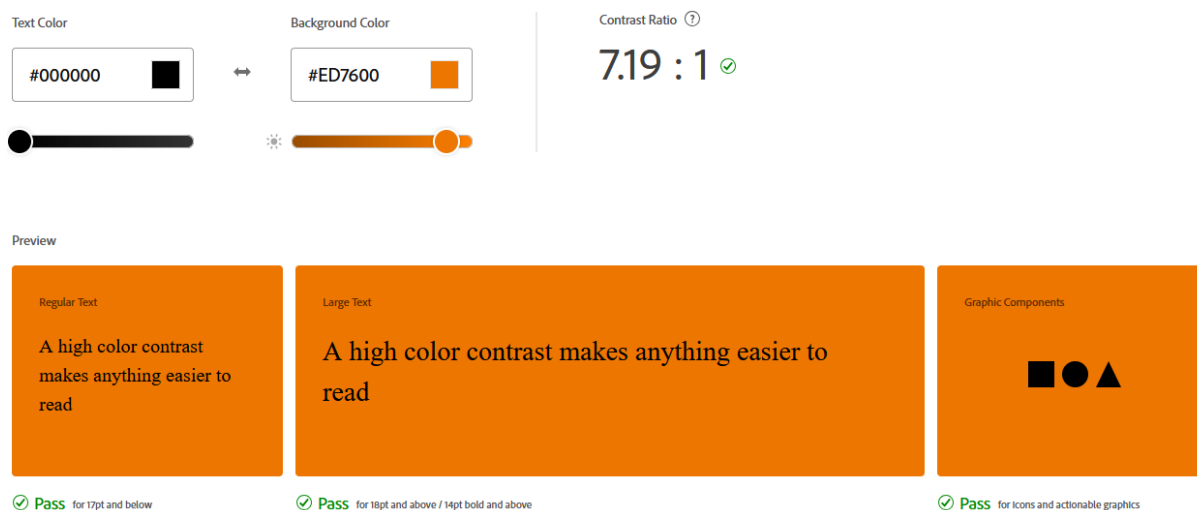 Text Color
Background Color
Contrast Ratio ?
#000000
#ED7600
7.19 : 1
Preview
Regular Text
A high color contrast
makes anything easier to
read
Large Text
A high color contrast makes anything easier to
read
Graphic Components
Pass for 17pt and below
Pass for 18pt and above / 14pt bold and above
Pass for icons and actionable graphics